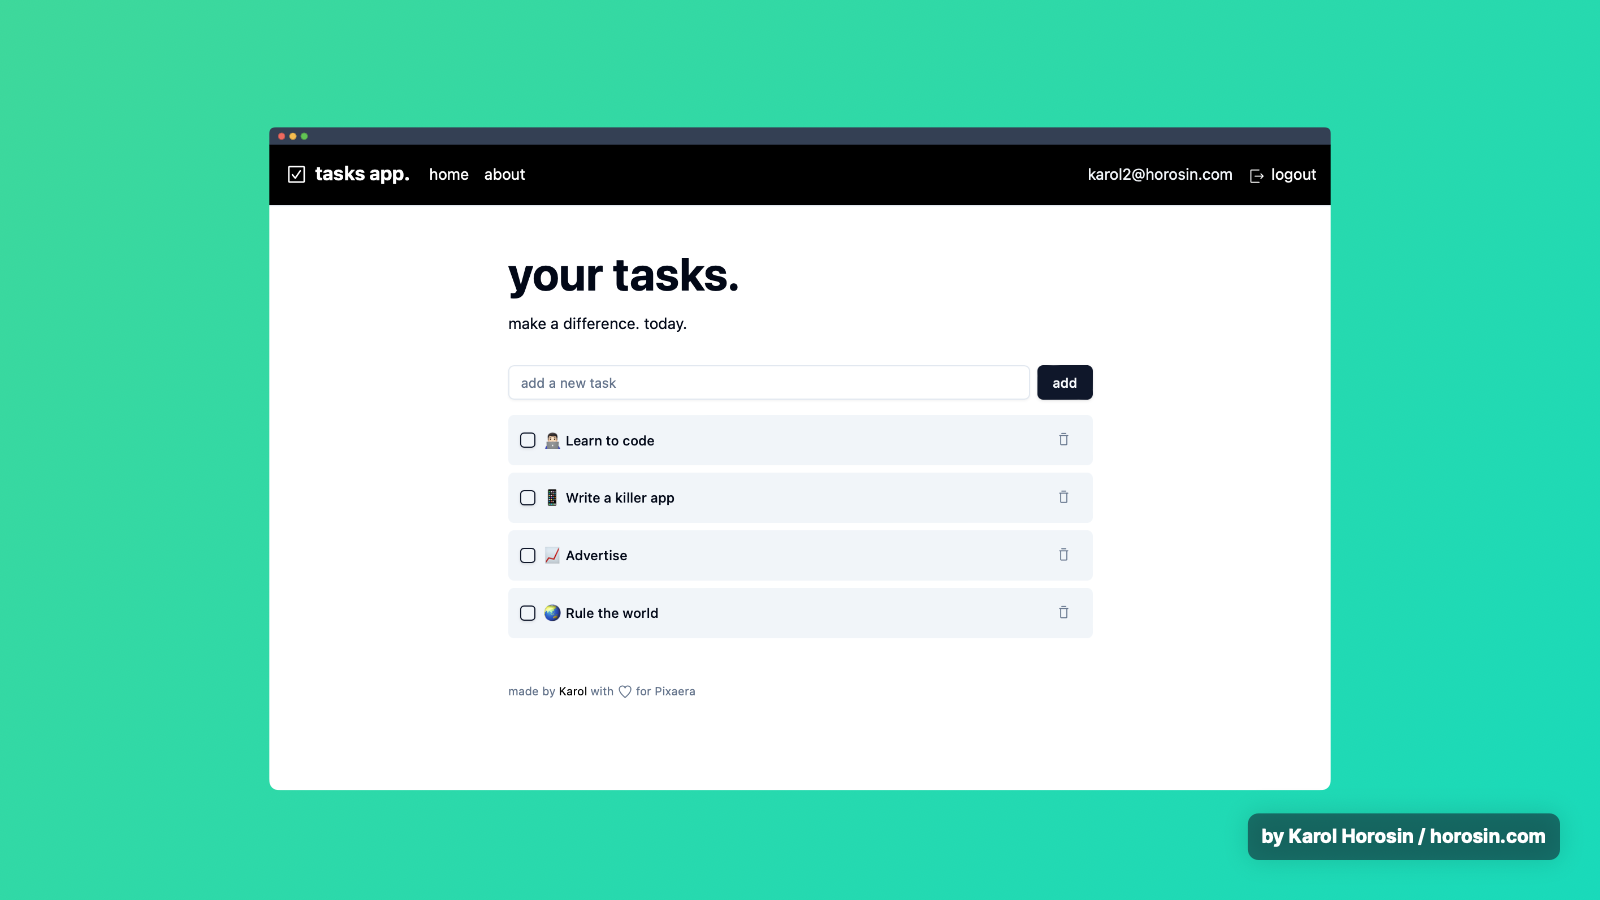 tasks app. home about karol2@horosin.com logout
your tasks.
make a difference. today.
add a new task add
👨🏻‍💻 Learn to code
📱 Write a killer app
📈 Advertise
🌏 Rule the world
made by Karol with ♡ for Pixaera
by Karol Horosin / horosin.com